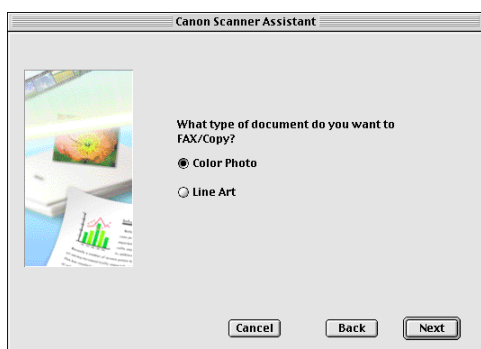 Canon Scanner Assistant
What type of document do you want to
FAX/Copy?
Color Photo
Line Art
Cancel
Back
Next